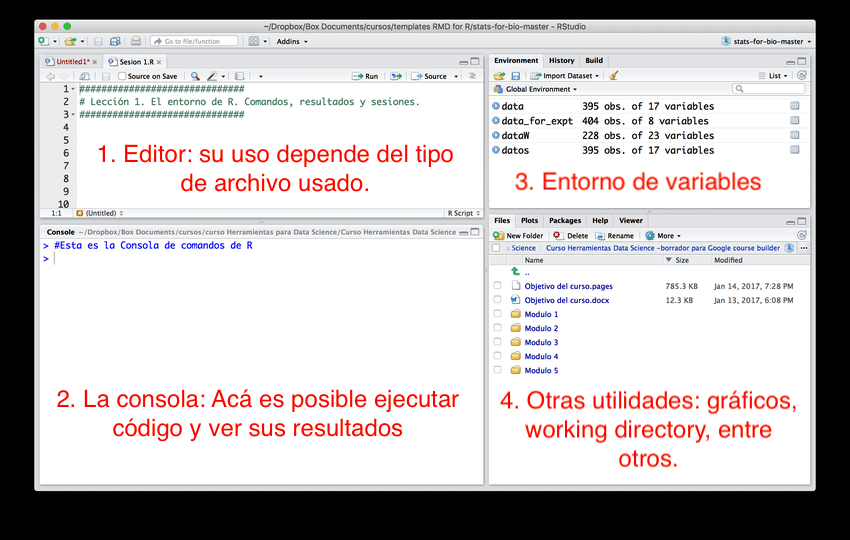 ~/Dropbox/Box Documents/cursos/templates RMD for R/stats-for-bio-master - RStudio
Go to file/function
Addins
stats-for-bio-master
Untitled1*
Sesion 1.R
Source on Save
Run
Source
1 ##############################
2 # Lección 1. El entorno de R. Comandos, resultados y sesiones.
3 ##############################
4
5
6
7
8
9
10
1. Editor: su uso depende del tipo
de archivo usado.
1:1
(Untitled)
R Script
Console ~/Dropbox/Box Documents/cursos/curso Herramientas para Data Science/Curso Herramientas Data Science
> #Esta es la Consola de comandos de R
>
2. La consola: Acá es posible ejecutar
código y ver sus resultados
Environment History Build
Import Dataset
List
Global Environment
data 395 obs. of 17 variables
data_for_expt 404 obs. of 8 variables
dataW 228 obs. of 23 variables
datos 395 obs. of 17 variables
3. Entorno de variables
Files Plots Packages Help Viewer
New Folder Delete Rename More
Science Curso Herramientas Data Science -borrador para Google course builder ...
Name Size Modified
..
Objetivo del curso.pages 785.3 KB Jan 14, 2017, 7:28 PM
Objetivo del curso.docx 12.3 KB Jan 13, 2017, 6:08 PM
Modulo 1
Modulo 2
Modulo 3
Modulo 4
Modulo 5
4. Otras utilidades: gráficos,
working directory, entre
otros.